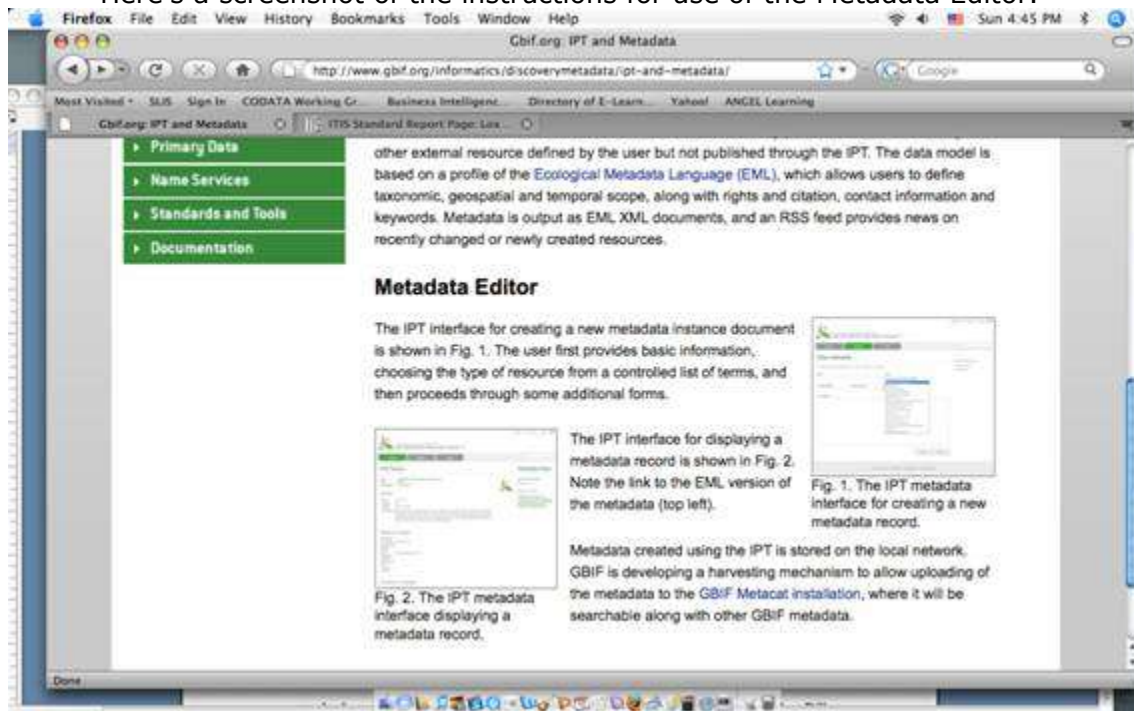 Here's a screenshot of the instructions for use of the Metadata Editor:
Firefox File Edit View History Bookmarks Tools Window Help
Sun 4:45 PM
Gbif.org: IPT and Metadata
http://www.gbif.org/informatics/discoverymetadata/ipt-and-metadata/
Google
Most Visited SLIS Sign In CODATA Working Gr... Business Intelligenc... Directory of E-Learn... Yahoo! ANGEL Learning
Gbif.org: IPT and Metadata
ITIS Standard Report Page: Lox...
Primary Data
Name Services
Standards and Tools
Documentation
other external resource defined by the user but not published through the IPT. The data model is
based on a profile of the Ecological Metadata Language (EML), which allows users to define
taxonomic, geospatial and temporal scope, along with rights and citation, contact information and
keywords. Metadata is output as EML XML documents, and an RSS feed provides news on
recently changed or newly created resources.
Metadata Editor
The IPT interface for creating a new metadata instance document
is shown in Fig. 1. The user first provides basic information,
choosing the type of resource from a controlled list of terms, and
then proceeds through some additional forms.
Fig. 1. The IPT metadata
interface for creating a new
metadata record.
The IPT interface for displaying a
metadata record is shown in Fig. 2.
Note the link to the EML version of
the metadata (top left).
Metadata created using the IPT is stored on the local network.
GBIF is developing a harvesting mechanism to allow uploading of
the metadata to the GBIF Metacat installation, where it will be
searchable along with other GBIF metadata.
Fig. 2. The IPT metadata
interface displaying a
metadata record.
Done